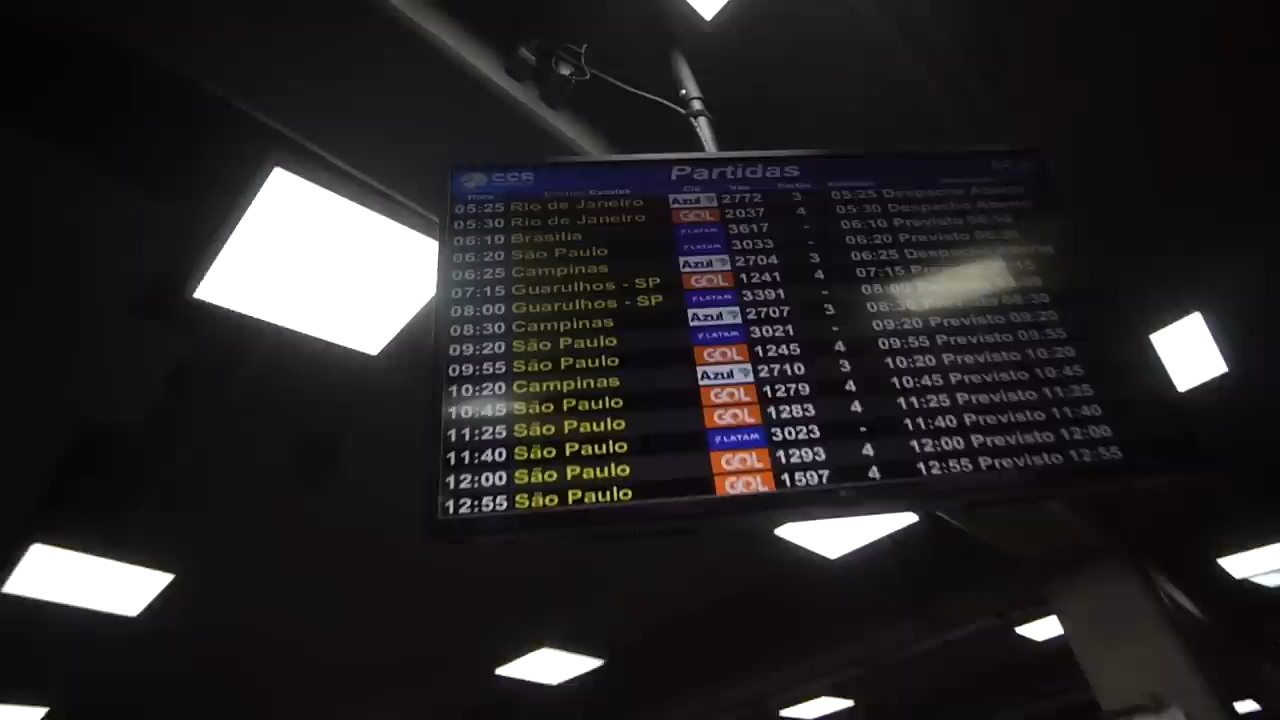 CCR Partidas
Hora Cia Voo
05:25 Rio de Janeiro Azul 2772 3 05:25 Despacho Aberto
05:30 Rio de Janeiro GOL 2037 4 05:30 Despacho Aberto
06:10 Brasília LATAM 3617 - 06:10 Previsto
06:20 São Paulo LATAM 3033 - 06:20 Previsto
06:25 Campinas Azul 2704 3 06:25
07:15 Guarulhos - SP GOL 1241 4 07:15
08:00 Guarulhos - SP LATAM 3391 - 08:00
08:30 Campinas Azul 2707 3 08:30 08:30
09:20 São Paulo LATAM 3021 - 09:20 Previsto 09:20
09:55 São Paulo GOL 1245 4 09:55 Previsto 09:55
10:20 Campinas Azul 2710 3 10:20 Previsto 10:20
10:45 São Paulo GOL 1279 4 10:45 Previsto 10:45
11:25 São Paulo GOL 1283 4 11:25 Previsto 11:25
11:40 São Paulo LATAM 3023 - 11:40 Previsto 11:40
12:00 São Paulo GOL 1293 4 12:00 Previsto 12:00
12:55 São Paulo GOL 1597 4 12:55 Previsto 12:55